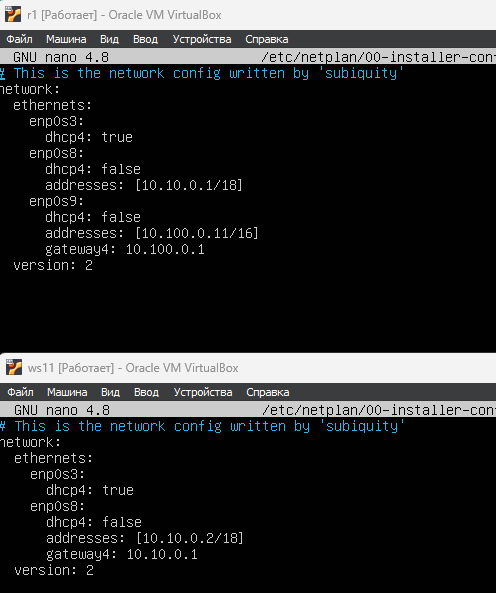 r1 [Работает] - Oracle VM VirtualBox
Файл Машина Вид Ввод Устройства Справка
GNU nano 4.8 /etc/netplan/00-installer-con
# This is the network config written by 'subiquity'
network:
  ethernets:
    enp0s3:
      dhcp4: true
    enp0s8:
      dhcp4: false
      addresses: [10.10.0.1/18]
    enp0s9:
      dhcp4: false
      addresses: [10.100.0.11/16]
      gateway4: 10.100.0.1
  version: 2
ws11 [Работает] - Oracle VM VirtualBox
Файл Машина Вид Ввод Устройства Справка
GNU nano 4.8 /etc/netplan/00-installer-con
# This is the network config written by 'subiquity'
network:
  ethernets:
    enp0s3:
      dhcp4: true
    enp0s8:
      dhcp4: false
      addresses: [10.10.0.2/18]
      gateway4: 10.10.0.1
  version: 2